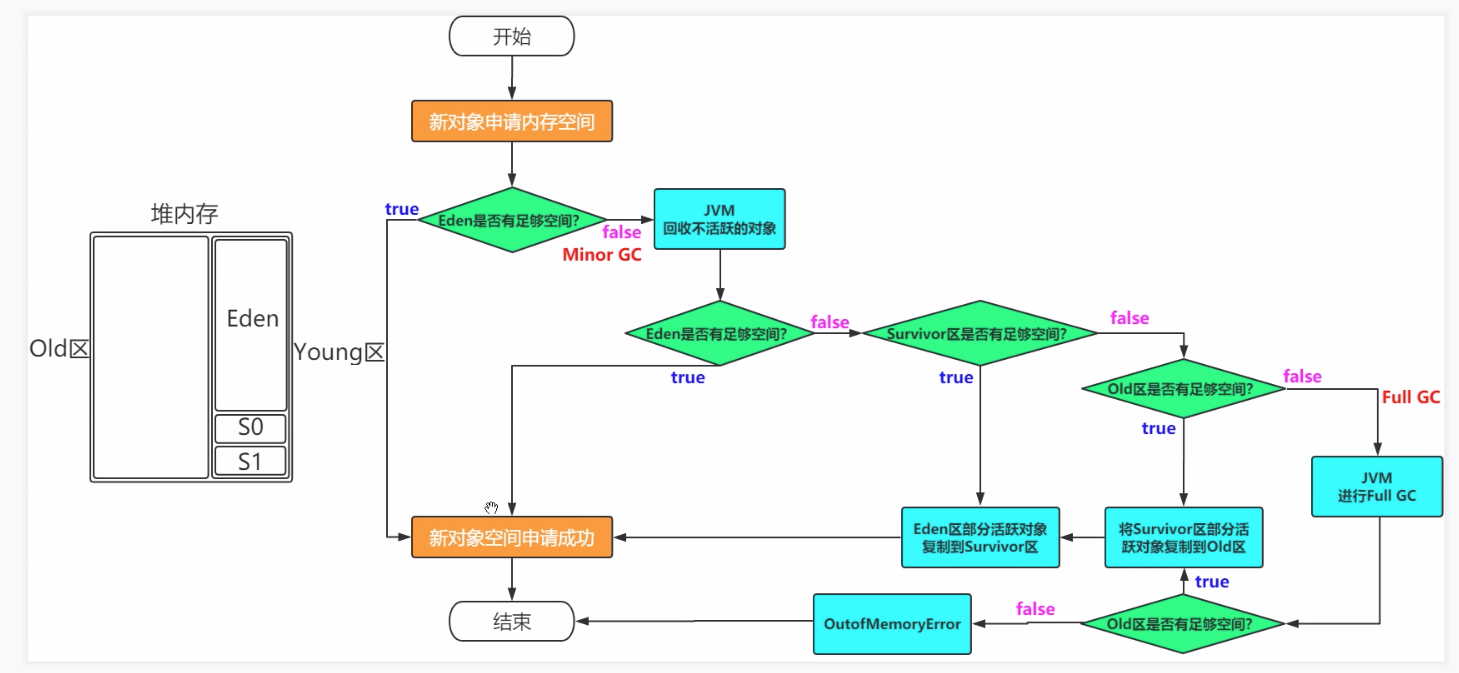 开始
新对象申请内存空间
堆内存
Old区
Eden
S0
S1
Young区
true
Eden是否有足够空间?
false
Minor GC
JVM
回收不活跃的对象
Eden是否有足够空间?
false
true
Survivor区是否有足够空间?
false
true
Old区是否有足够空间?
false
Full GC
true
JVM
进行Full GC
新对象空间申请成功
Eden区部分活跃对象
复制到Survivor区
将Survivor区部分活
跃对象复制到Old区
true
结束
OutofMemoryError
false
Old区是否有足够空间?